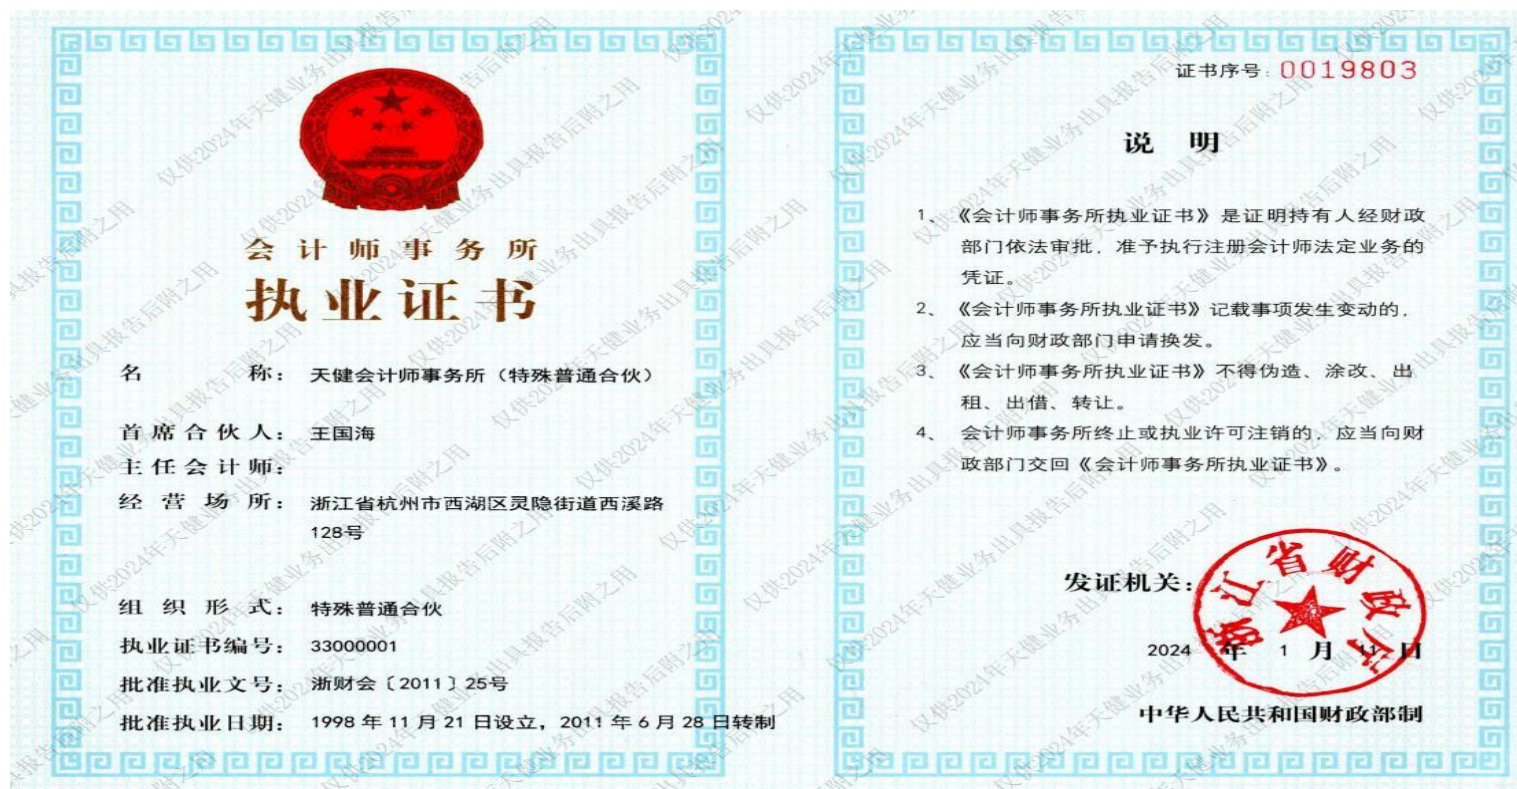 会计师事务所
执业证书
名称：天健会计师事务所（特殊普通合伙）
首席合伙人：王国海
主任会计师：
经营场所：浙江省杭州市西湖区灵隐街道西溪路
128号
组织形式：特殊普通合伙
执业证书编号：33000001
批准执业文号：浙财会〔2011〕25号
批准执业日期：1998年11月21日设立，2011年6月28日转制
证书序号：0019803
说明
1、《会计师事务所执业证书》是证明持有人经财政
部门依法审批，准予执行注册会计师法定业务的
凭证。
2、《会计师事务所执业证书》记载事项发生变动的，
应当向财政部门申请换发。
3、《会计师事务所执业证书》不得伪造、涂改、出
租、出借、转让。
4、会计师事务所终止或执业许可注销的，应当向财
政部门交回《会计师事务所执业证书》。
发证机关：
浙江省财政厅
2024年1月11日
中华人民共和国财政部制
仅供2024年天健业务出具报告后附之用